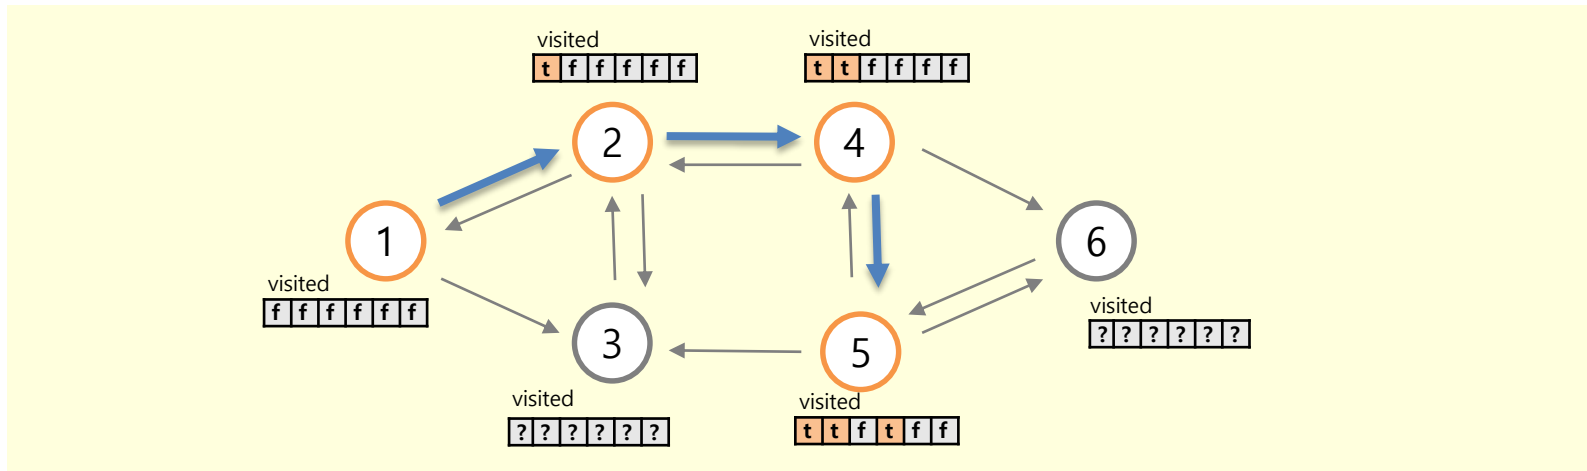 visited
t f f f f f
visited
t t f f f f
2
4
1
6
visited
f f f f f f
visited
? ? ? ? ? ?
3
5
visited
? ? ? ? ? ?
visited
t t f t f f